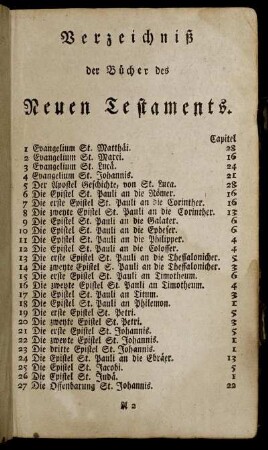 Verzeichniß
der Bücher des
Neuen Testaments.
Capitel
1 Evangelium St. Matthäi. 28
2 Evangelium St. Marci. 16
3 Evangelium St. Lucä. 24
4 Evangelium St. Johannis. 21
5 Der Apostel Geschichte, von St. Luca. 28
6 Die Epistel St. Pauli an die Römer. 16
7 Die erste Epistel St. Pauli an die Corinther. 16
8 Die zweyte Epistel St. Pauli an die Corinther. 13
9 Die Epistel St. Pauli an die Galater. 6
10 Die Epistel St. Pauli an die Epheser. 6
11 Die Epistel St. Pauli an die Philipper. 4
12 Die Epistel St. Pauli an die Colosser. 4
13 Die erste Epistel St. Pauli an die Thessalonicher. 5
14 Die zweyte Epistel S. Pauli an die Thessalonicher. 3
15 Die erste Epistel St. Pauli an Timotheum. 6
16 Die zweyte Epistel St. Pauli an Timotheum. 4
17 Die Epistel St. Pauli an Titum. 3
18 Die Epistel St. Pauli an Philemon. 1
19 Die erste Epistel St. Petri. 5
20 Die zweyte Epistel St. Petri. 3
21 Die erste Epistel St. Johannis. 5
22 Die zweyte Epistel St. Johannis. 1
23 Die dritte Epistel St. Johannis. 1
24 Die Epistel St. Pauli an die Ebräer. 13
25 Die Epistel St. Jacobi. 5
26 Die Epistel St. Judä. 1
27 Die Offenbarung St. Johannis. 22
A 2